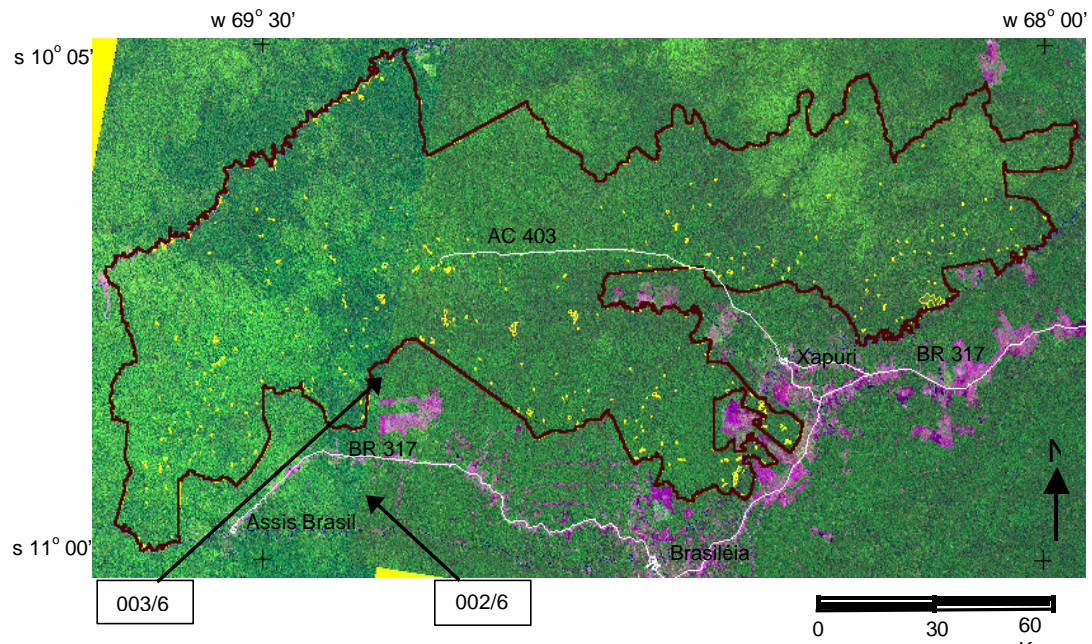 w 69° 30’
w 68° 00’
s 10° 05’
AC 403
Xapuri
BR 317
BR 317
N
Assis Brasil
s 11° 00’
Brasiléia
003/6
002/6
0
30
60